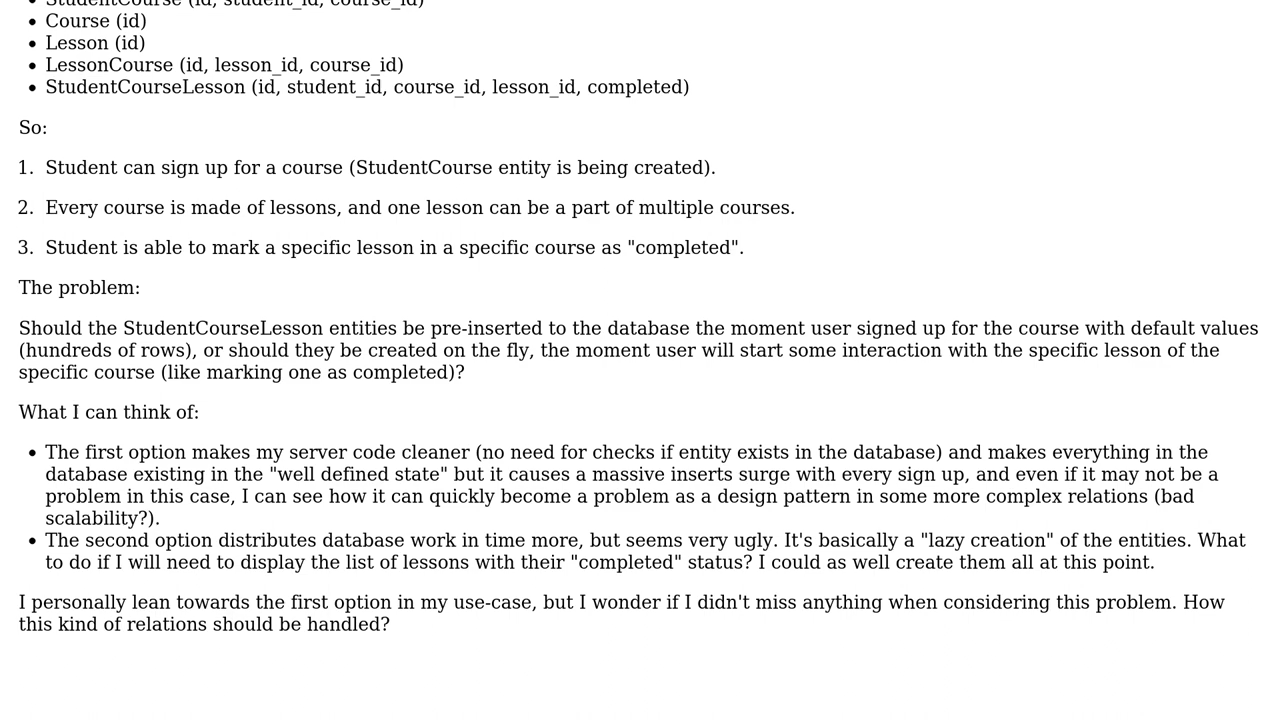 StudentCourse (id, student_id, course_id)
• Course (id)
• Lesson (id)
• LessonCourse (id, lesson_id, course_id)
• StudentCourseLesson (id, student_id, course_id, lesson_id, completed)
So:
1. Student can sign up for a course (StudentCourse entity is being created).
2. Every course is made of lessons, and one lesson can be a part of multiple courses.
3. Student is able to mark a specific lesson in a specific course as "completed".
The problem:
Should the StudentCourseLesson entities be pre-inserted to the database the moment user signed up for the course with default values
(hundreds of rows), or should they be created on the fly, the moment user will start some interaction with the specific lesson of the
specific course (like marking one as completed)?
What I can think of:
• The first option makes my server code cleaner (no need for checks if entity exists in the database) and makes everything in the
database existing in the "well defined state" but it causes a massive inserts surge with every sign up, and even if it may not be a
problem in this case, I can see how it can quickly become a problem as a design pattern in some more complex relations (bad
scalability?).
• The second option distributes database work in time more, but seems very ugly. It's basically a "lazy creation" of the entities. What
to do if I will need to display the list of lessons with their "completed" status? I could as well create them all at this point.
I personally lean towards the first option in my use-case, but I wonder if I didn't miss anything when considering this problem. How
this kind of relations should be handled?